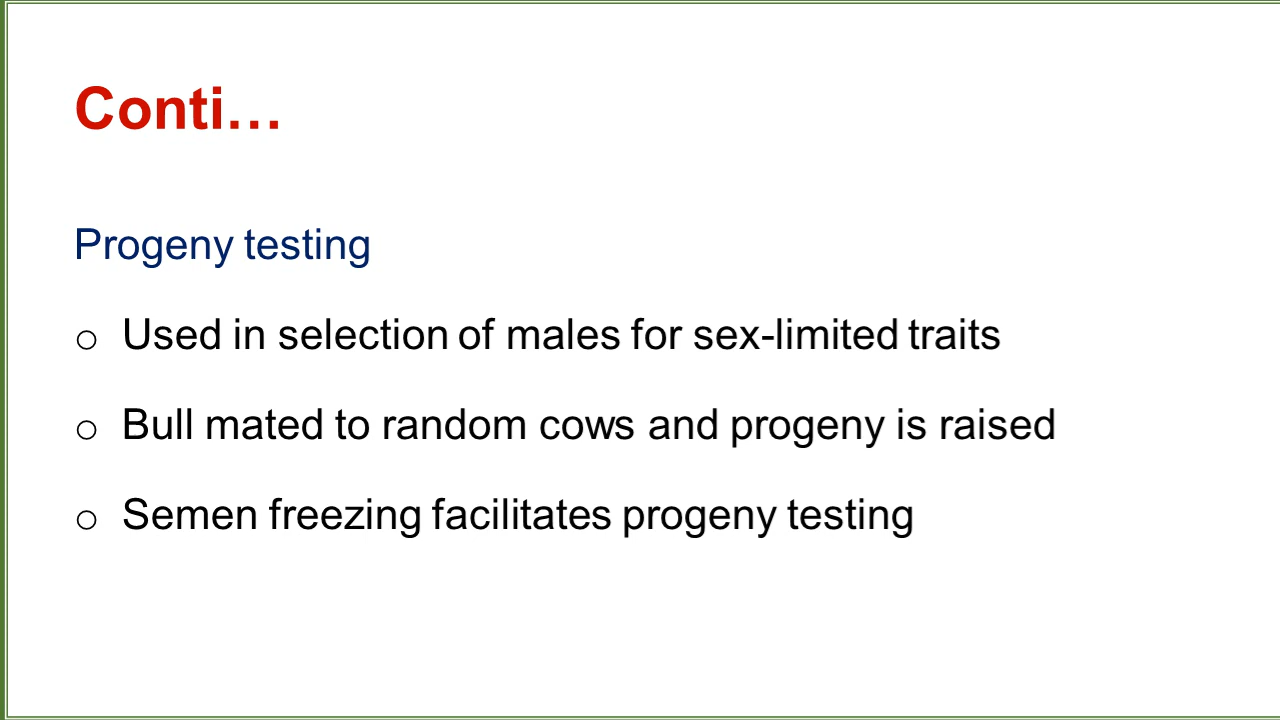 Conti…
Progeny testing
o Used in selection of males for sex-limited traits
o Bull mated to random cows and progeny is raised
o Semen freezing facilitates progeny testing